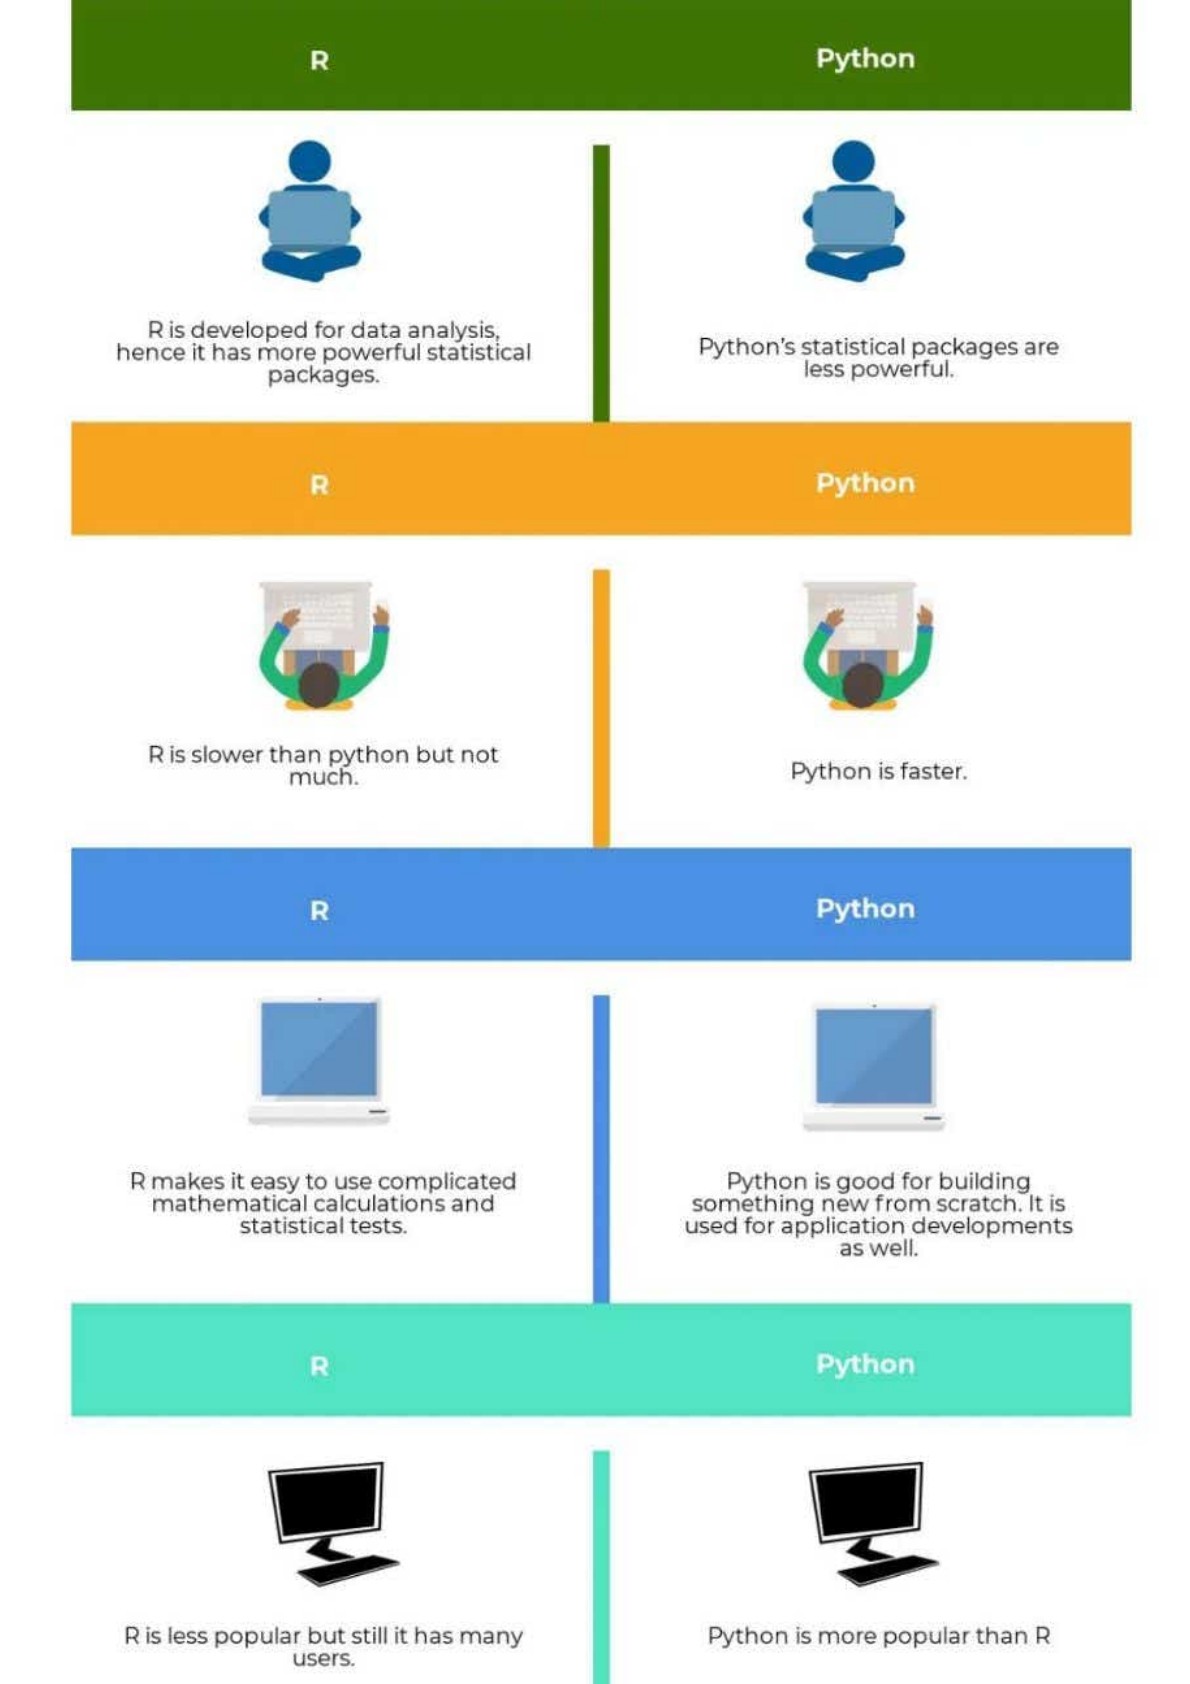 R
Python
R is developed for data analysis,
hence it has more powerful statistical
packages.
Python's statistical packages are
less powerful.
R
Python
R is slower than python but not
much.
Python is faster.
R
Python
R makes it easy to use complicated
mathematical calculations and
statistical tests.
Python is good for building
something new from scratch. It is
used for application developments
as well.
R
Python
R is less popular but still it has many
users.
Python is more popular than R